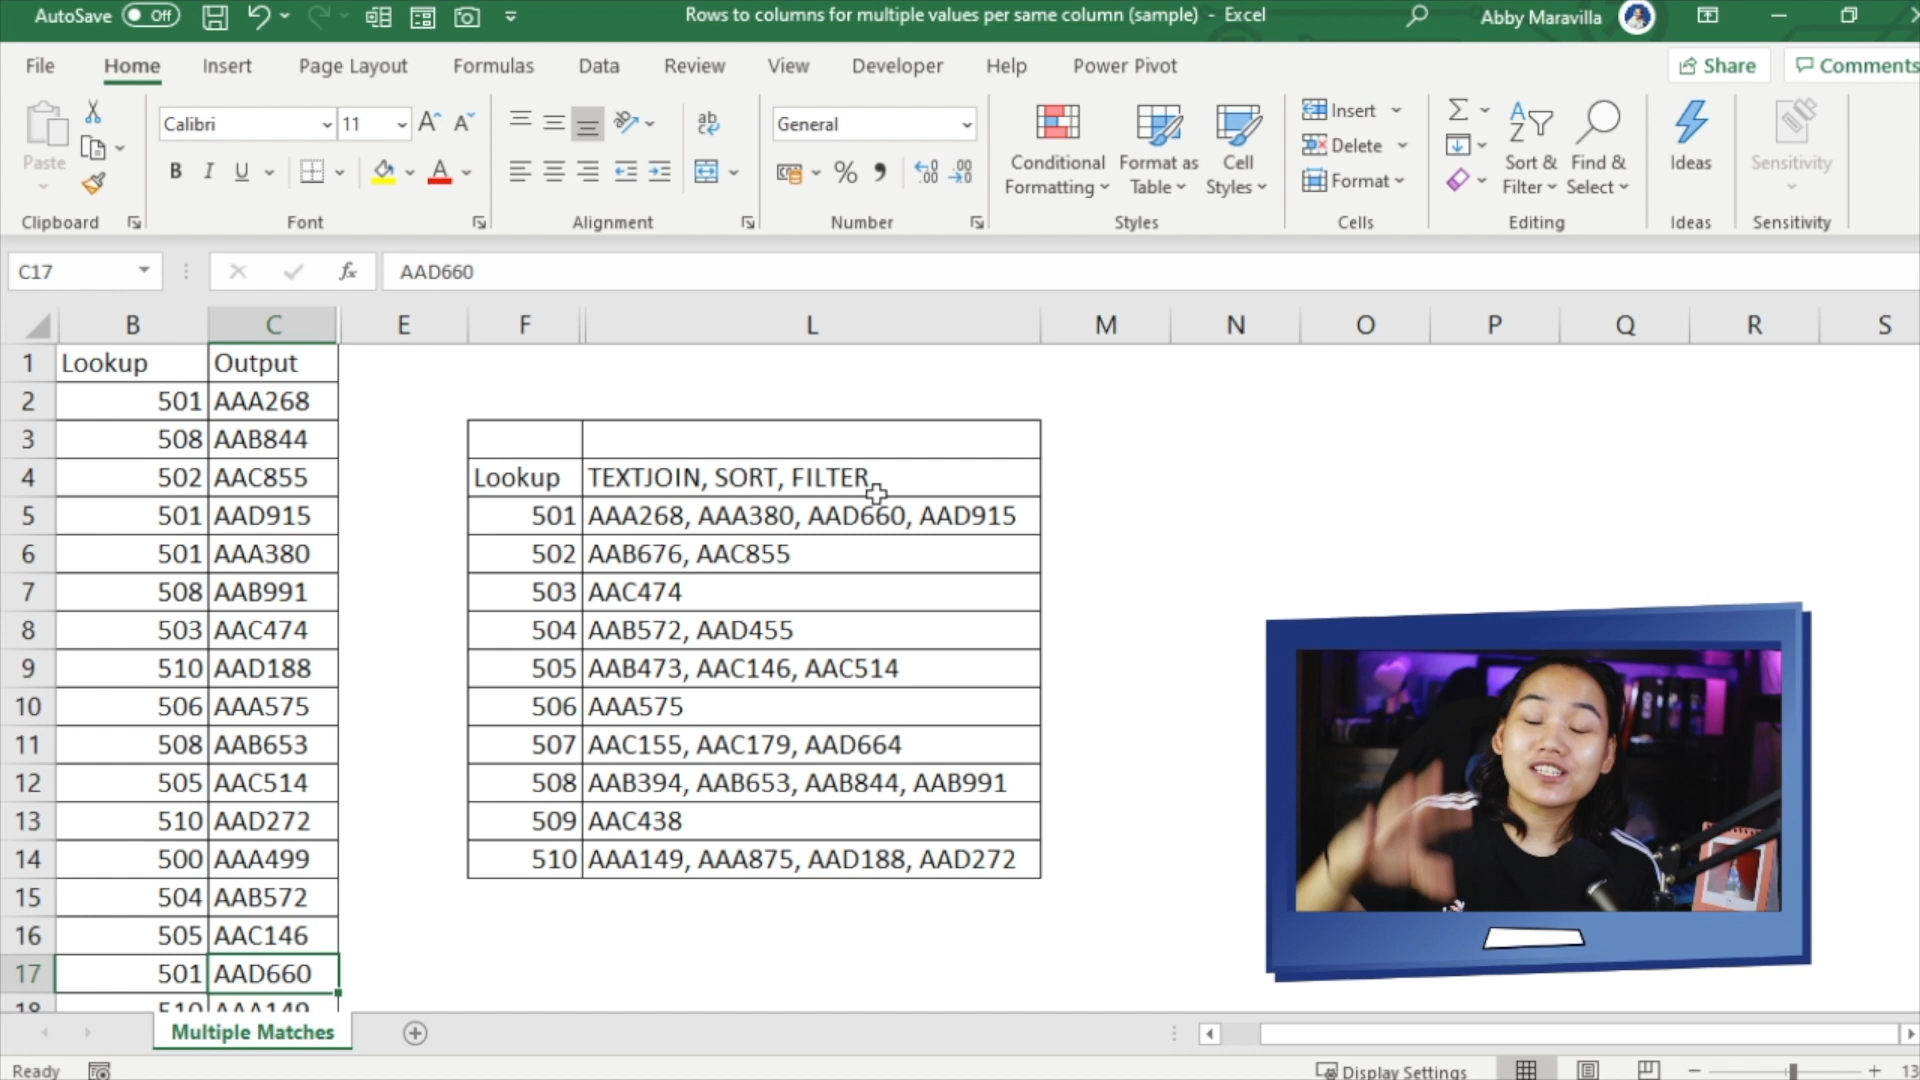 AutoSave Off Rows to columns for multiple values per same column (sample) - Excel Abby Maravilla
File Home Insert Page Layout Formulas Data Review View Developer Help Power Pivot Share Comments
Paste Calibri 11 General Conditional Formatting Format as Table Cell Styles Insert Delete Format Sort & Filter Find & Select Ideas Sensitivity
Clipboard Font Alignment Number Styles Cells Editing Ideas Sensitivity
C17 fx AAD660
B C E F L M N O P Q R S
1 Lookup Output
2 501 AAA268
3 508 AAB844
4 502 AAC855 Lookup TEXTJOIN, SORT, FILTER
5 501 AAD915 501 AAA268, AAA380, AAD660, AAD915
6 501 AAA380 502 AAB676, AAC855
7 508 AAB991 503 AAC474
8 503 AAC474 504 AAB572, AAD455
9 510 AAD188 505 AAB473, AAC146, AAC514
10 506 AAA575 506 AAA575
11 508 AAB653 507 AAC155, AAC179, AAD664
12 505 AAC514 508 AAB394, AAB653, AAB844, AAB991
13 510 AAD272 509 AAC438
14 500 AAA499 510 AAA149, AAA875, AAD188, AAD272
15 504 AAB572
16 505 AAC146
17 501 AAD660
18 510 AAA149
Multiple Matches
Ready Display Settings 13